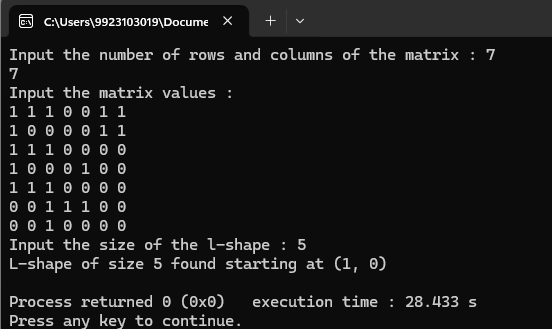 C:\Users\9923103019\Docume
Input the number of rows and columns of the matrix : 7
7
Input the matrix values :
1 1 1 0 0 1 1
1 0 0 0 0 1 1
1 1 1 0 0 0 0
1 0 0 0 1 0 0
1 1 1 0 0 0 0
0 0 1 1 1 0 0
0 0 1 0 0 0 0
Input the size of the l-shape : 5
L-shape of size 5 found starting at (1, 0)
Process returned 0 (0x0)   execution time : 28.433 s
Press any key to continue.